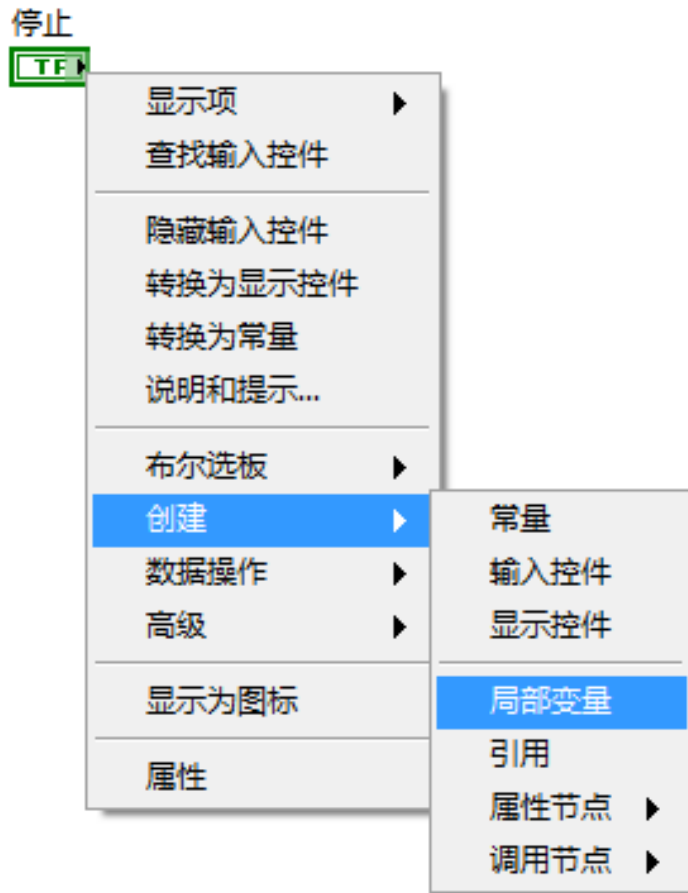 停止
TF
显示项
查找输入控件
隐藏输入控件
转换为显示控件
转换为常量
说明和提示...
布尔选板
创建
数据操作
高级
显示为图标
属性
常量
输入控件
显示控件
局部变量
引用
属性节点
调用节点